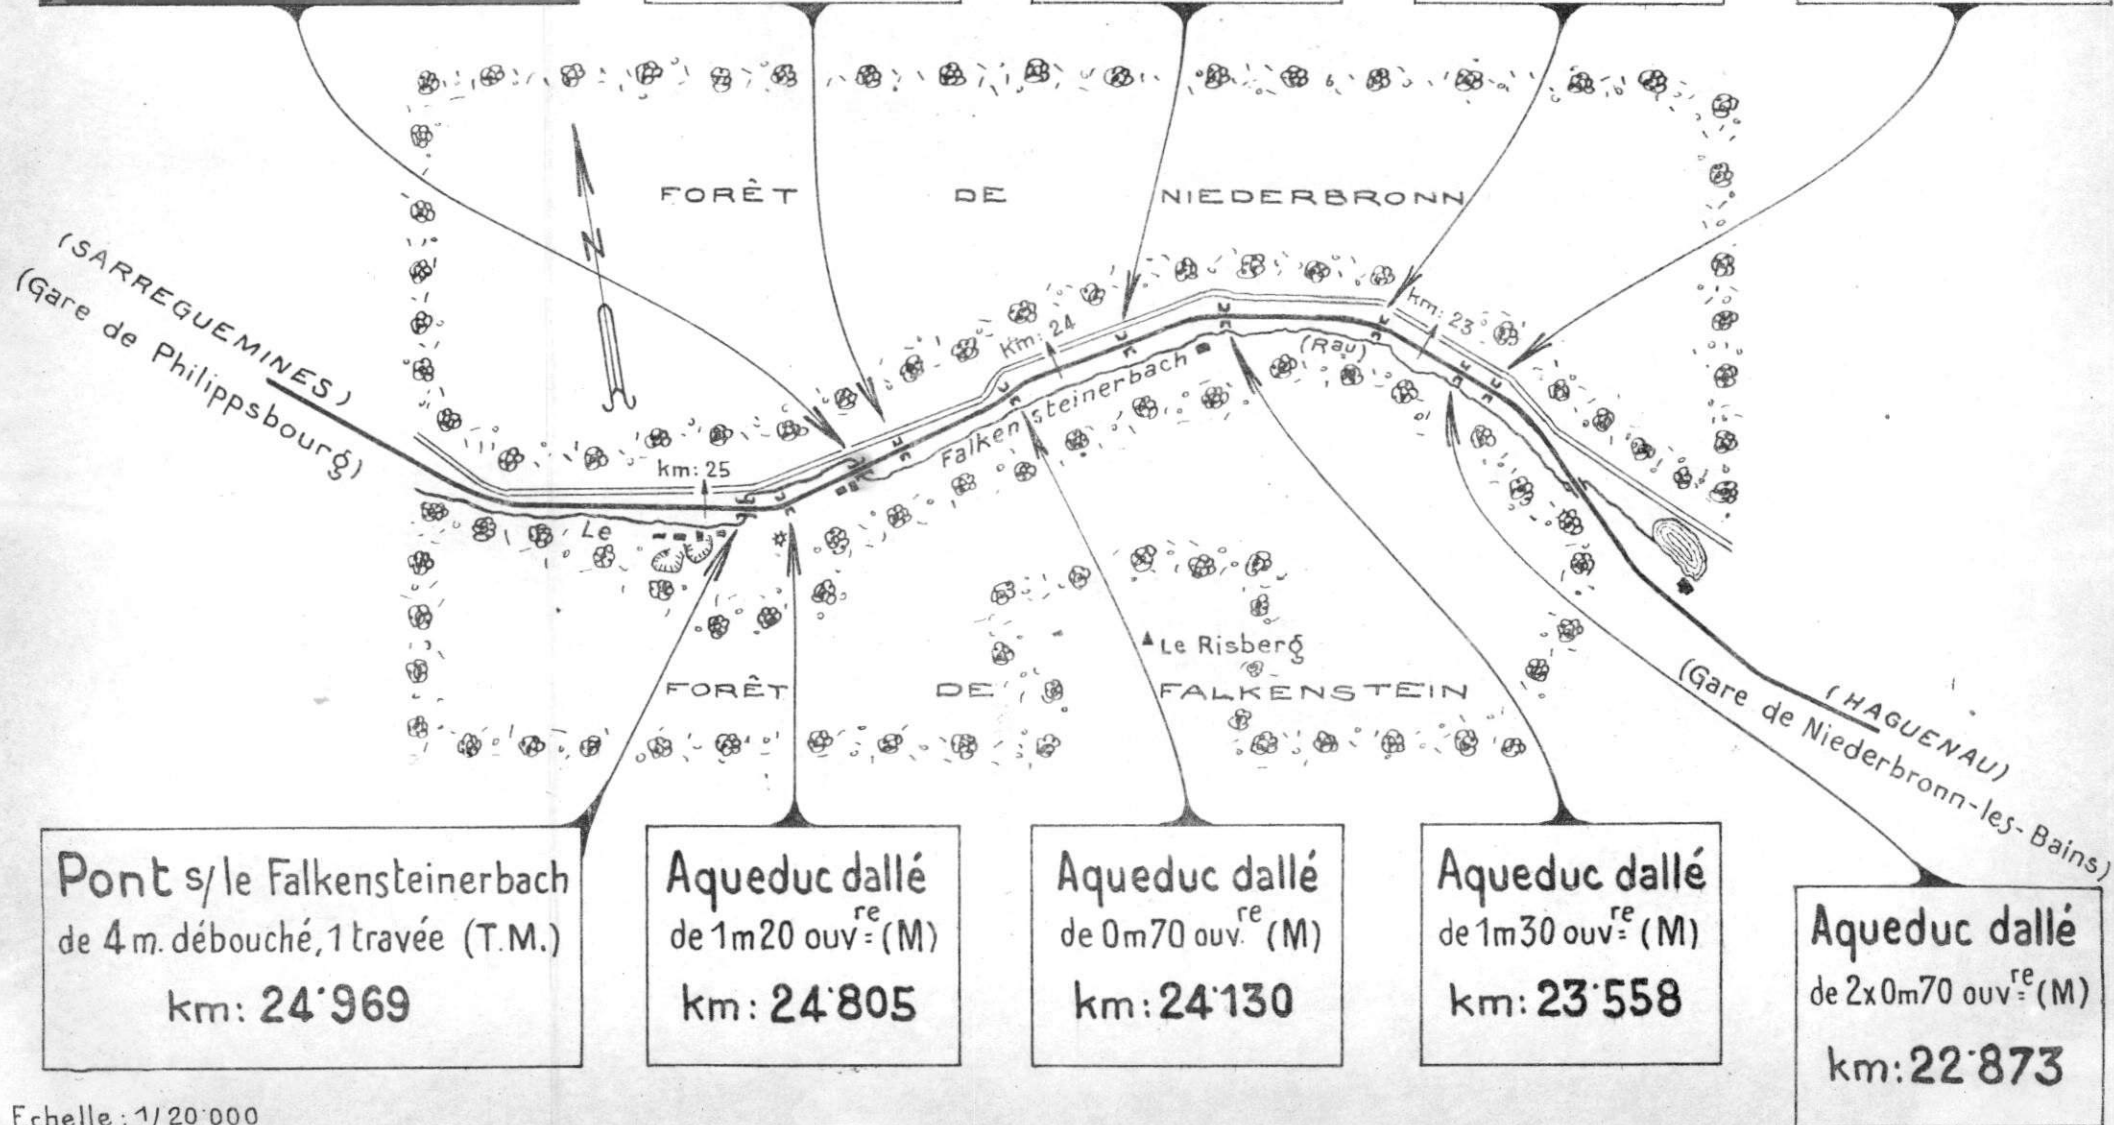 FORÊT DE NIEDERBRONN
N
(SARREGUEMINES)
(Gare de Philippsbourg)
km: 23
Km: 24
(Rau)
Falkensteinerbach
km: 25
Le
Le Risberg
FORÊT DE FALKENSTEIN
(HAGUENAU)
(Gare de Niederbronn-les-Bains)
Pont s/le Falkensteinerbach
de 4 m. débouché, 1 travée (T.M.)
km: 24˙969
Aqueduc dallé
de 1m20 ouvʳᵉ (M)
km: 24˙805
Aqueduc dallé
de 0m70 ouv.ʳᵉ (M)
km: 24˙130
Aqueduc dallé
de 1m30 ouvʳᵉ (M)
km: 23˙558
Aqueduc dallé
de 2x0m70 ouvʳᵉ (M)
km: 22˙873
Echelle: 1/20˙000